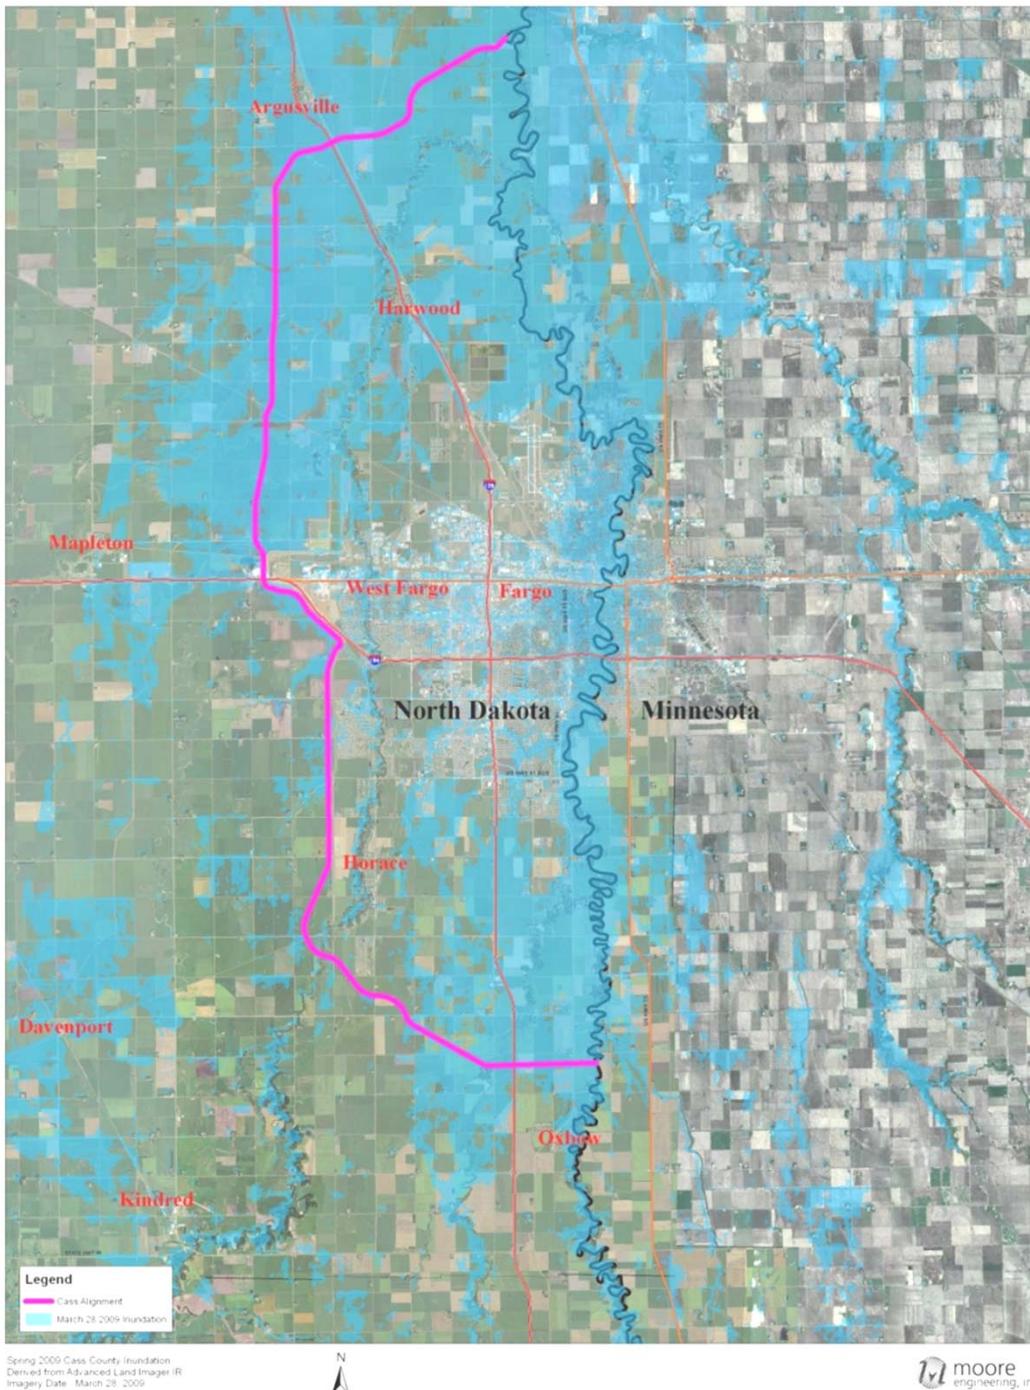 Argusville
Harwood
Mapleton
West Fargo
Fargo
North Dakota
Minnesota
Horace
Davenport
Oxbow
Kindred
Legend
Cass Alignment
March 28 2009 Inundation
Spring 2009 Cass County Inundation
Derived from Advanced Land Imager IR
Imagery Date March 28, 2009
N
moore
engineering, in